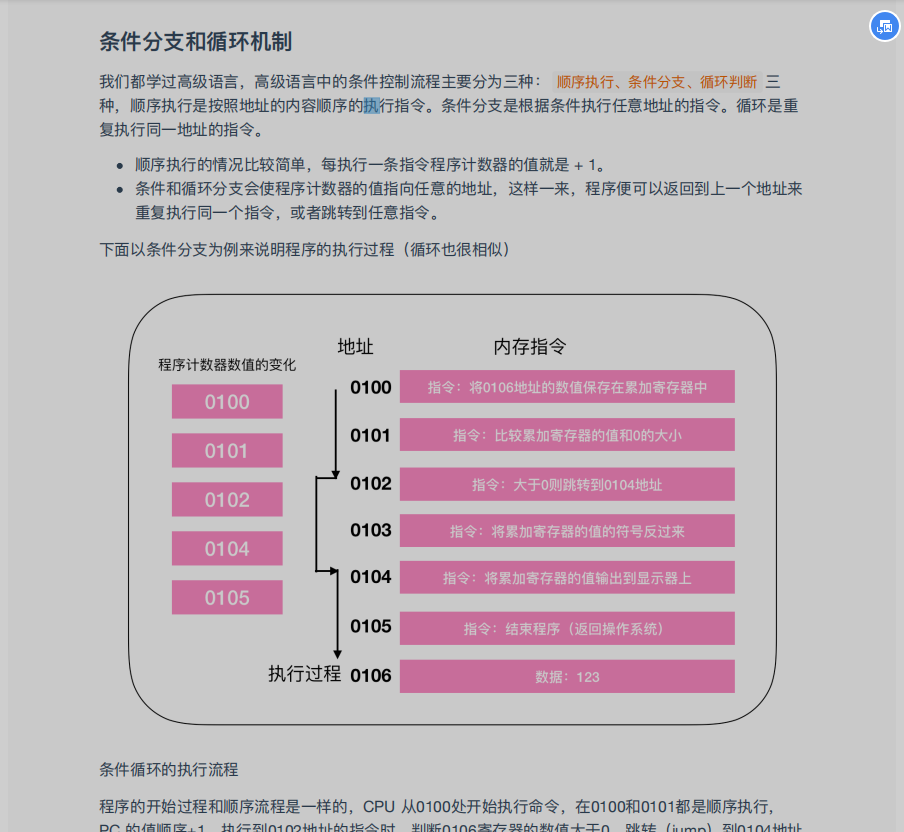 条件分支和循环机制
我们都学过高级语言，高级语言中的条件控制流程主要分为三种： 顺序执行、条件分支、循环判断 三
种，顺序执行是按照地址的内容顺序的执行指令。条件分支是根据条件执行任意地址的指令。循环是重
复执行同一地址的指令。
• 顺序执行的情况比较简单，每执行一条指令程序计数器的值就是 + 1。
• 条件和循环分支会使程序计数器的值指向任意的地址，这样一来，程序便可以返回到上一个地址来
重复执行同一个指令，或者跳转到任意指令。
下面以条件分支为例来说明程序的执行过程（循环也很相似）
地址 内存指令
程序计数器数值的变化
0100
0101
0102
0104
0105
0100 指令：将0106地址的数值保存在累加寄存器中
0101 指令：比较累加寄存器的值和0的大小
0102 指令：大于0则跳转到0104地址
0103 指令：将累加寄存器的值的符号反过来
0104 指令：将累加寄存器的值输出到显示器上
0105 指令：结束程序（返回操作系统）
执行过程 0106 数据：123
条件循环的执行流程
程序的开始过程和顺序流程是一样的，CPU 从0100处开始执行命令，在0100和0101都是顺序执行，
PC 的值顺序+1，执行到0102地址的指令时，判断0106寄存器的数值大于0，跳转（jump）到0104地址